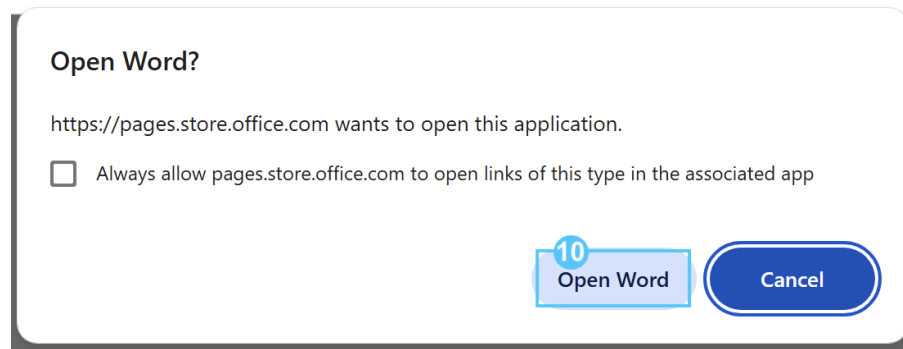 Open Word?
https://pages.store.office.com wants to open this application.
Always allow pages.store.office.com to open links of this type in the associated app
10
Open Word
Cancel